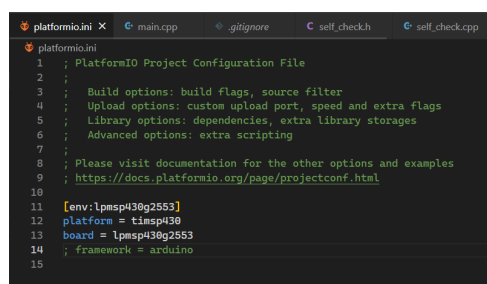 platformio.ini × main.cpp .gitignore C self_check.h self_check.cpp
platformio.ini
1 ; PlatformIO Project Configuration File
2 ;
3 ;   Build options: build flags, source filter
4 ;   Upload options: custom upload port, speed and extra flags
5 ;   Library options: dependencies, extra library storages
6 ;   Advanced options: extra scripting
7 ;
8 ; Please visit documentation for the other options and examples
9 ; https://docs.platformio.org/page/projectconf.html
10
11 [env:lpmsp430g2553]
12 platform = timsp430
13 board = lpmsp430g2553
14 ; framework = arduino
15